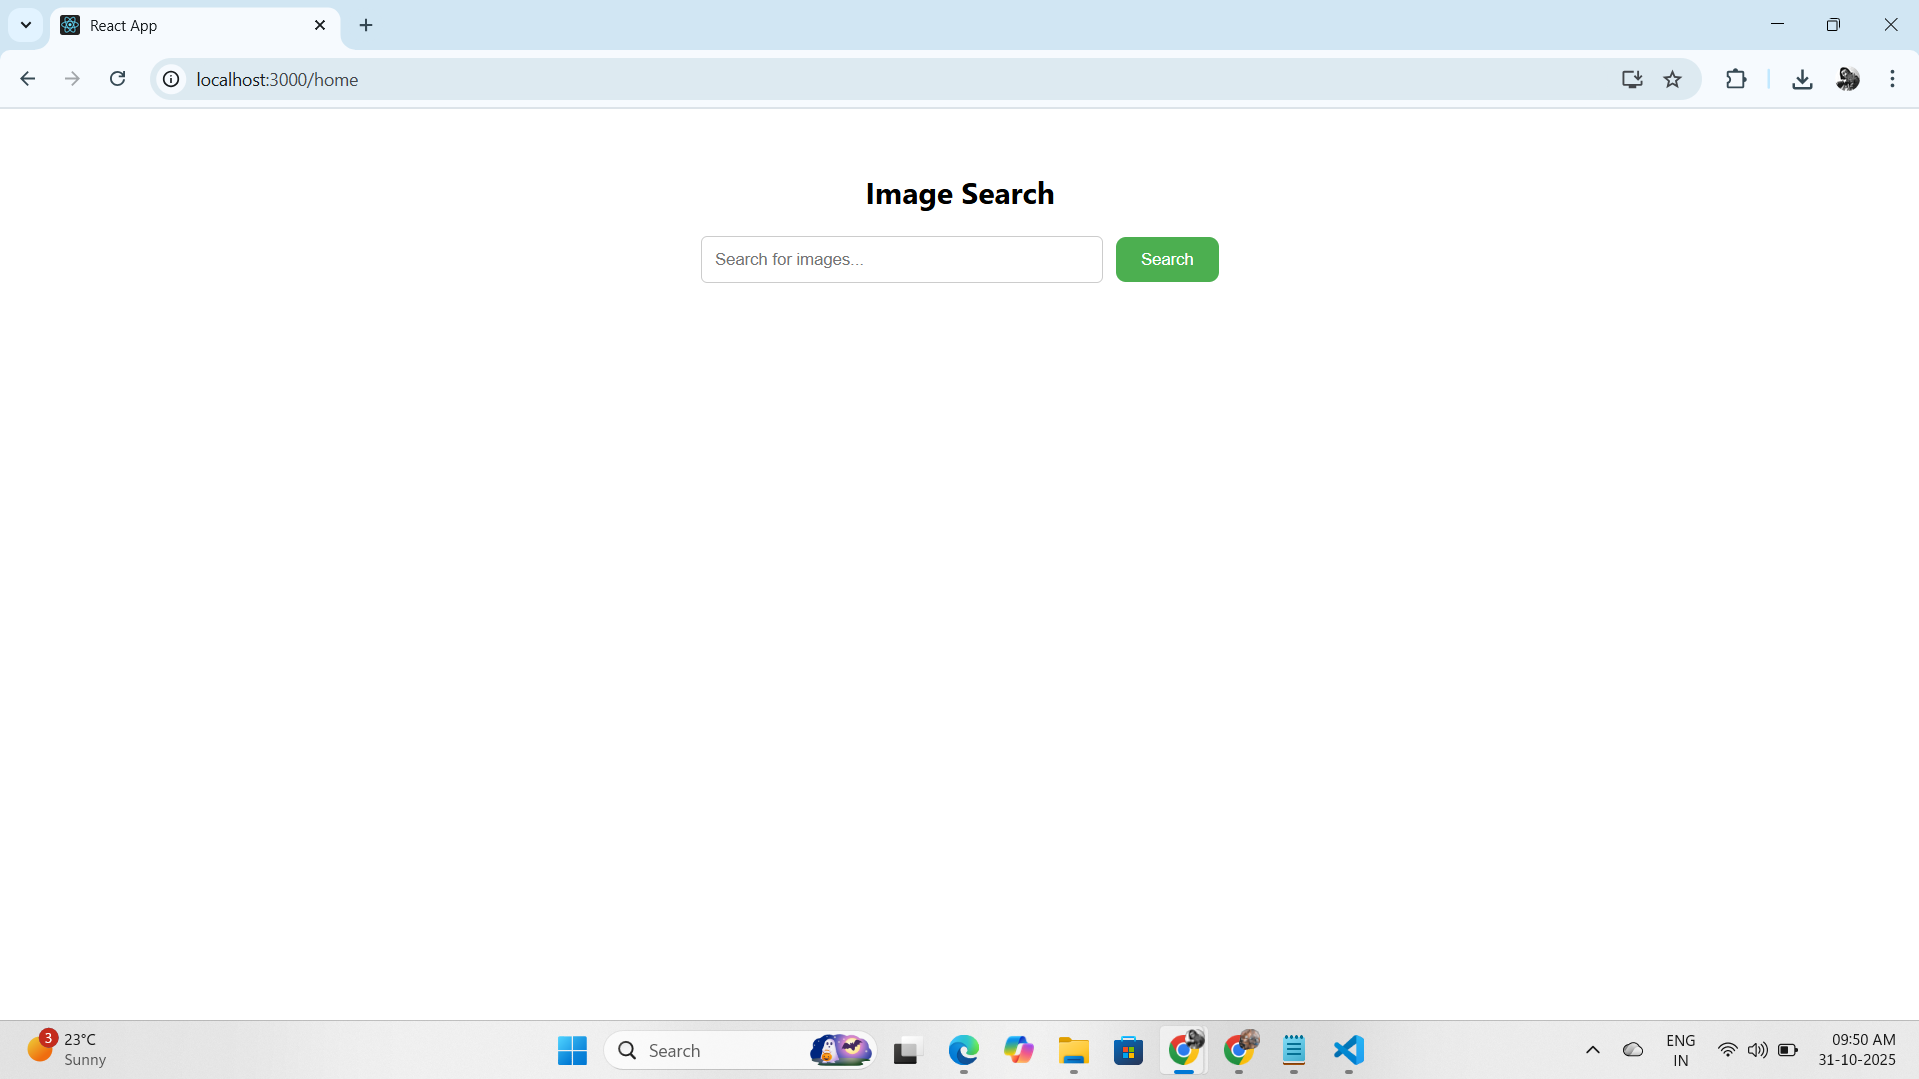 React App
localhost:3000/home
Image Search
Search for images...
Search
3
23°C
Sunny
Search
ENG
IN
09:50 AM
31-10-2025